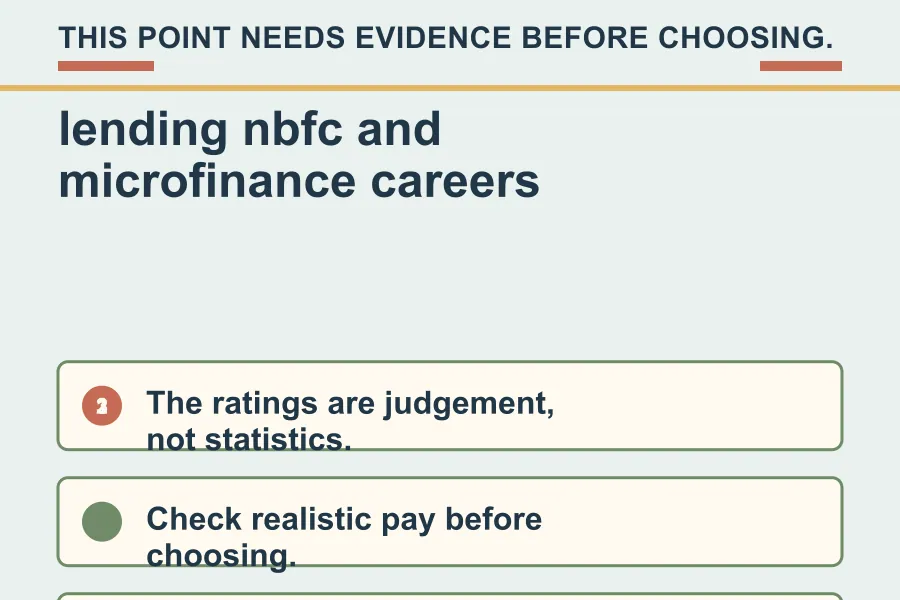 THIS POINT NEEDS EVIDENCE BEFORE CHOOSING.
lending nbfc and
microfinance careers
The ratings are judgement,
not statistics.
Check realistic pay before
choosing.